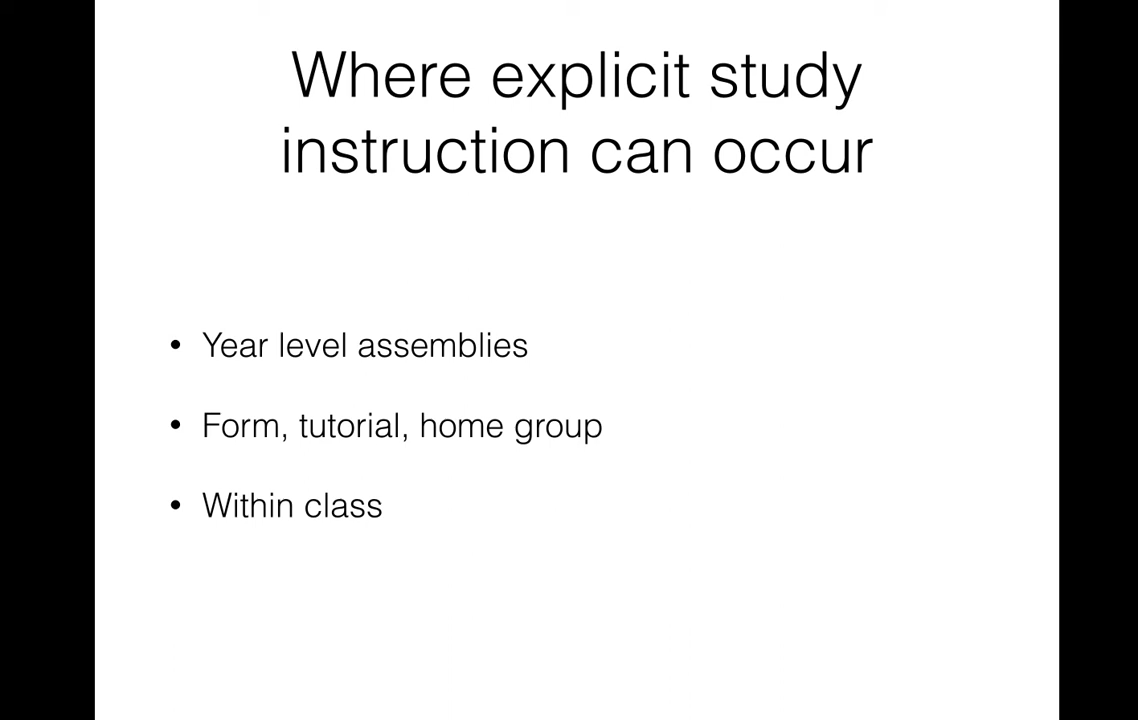 Where explicit study
instruction can occur
• Year level assemblies
• Form, tutorial, home group
• Within class